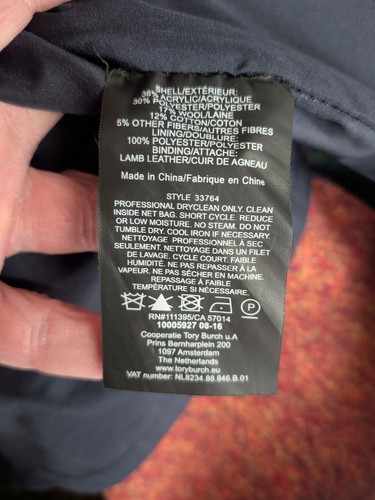 SHELL/EXTÉRIEUR:
36% ACRYLIC/ACRYLIQUE
30% POLYESTER/POLYESTER
17% WOOL/LAINE
12% COTTON/COTON
5% OTHER FIBERS/AUTRES FIBRES
LINING/DOUBLURE:
100% POLYESTER/POLYESTER
BINDING/ATTACHE:
LAMB LEATHER/CUIR DE AGNEAU
Made in China/Fabriqué en Chine
STYLE 33764
PROFESSIONAL DRYCLEAN ONLY. CLEAN
INSIDE NET BAG. SHORT CYCLE. REDUCE
OR LOW MOISTURE. NO STEAM. DO NOT
TUMBLE DRY. COOL IRON IF NECESSARY.
NETTOYAGE PROFESSIONNEL À SEC
SEULEMENT. NETTOYAGE DANS UN FILET
DE LAVAGE. CYCLE COURT. FAIBLE
HUMIDITÉ. NE PAS REPASSER À LA
VAPEUR. NE PAS SÉCHER EN MACHINE.
REPASSAGE À FAIBLE
TEMPÉRATURE SI NÉCESSAIRE.
P
RN#111395/CA 57014
10005927 08-16
Cooperatie Tory Burch u.A
Prins Bernharplein 200
1097 Amsterdam
The Netherlands
www.toryburch.eu
VAT number: NL8234.88.846.B.01